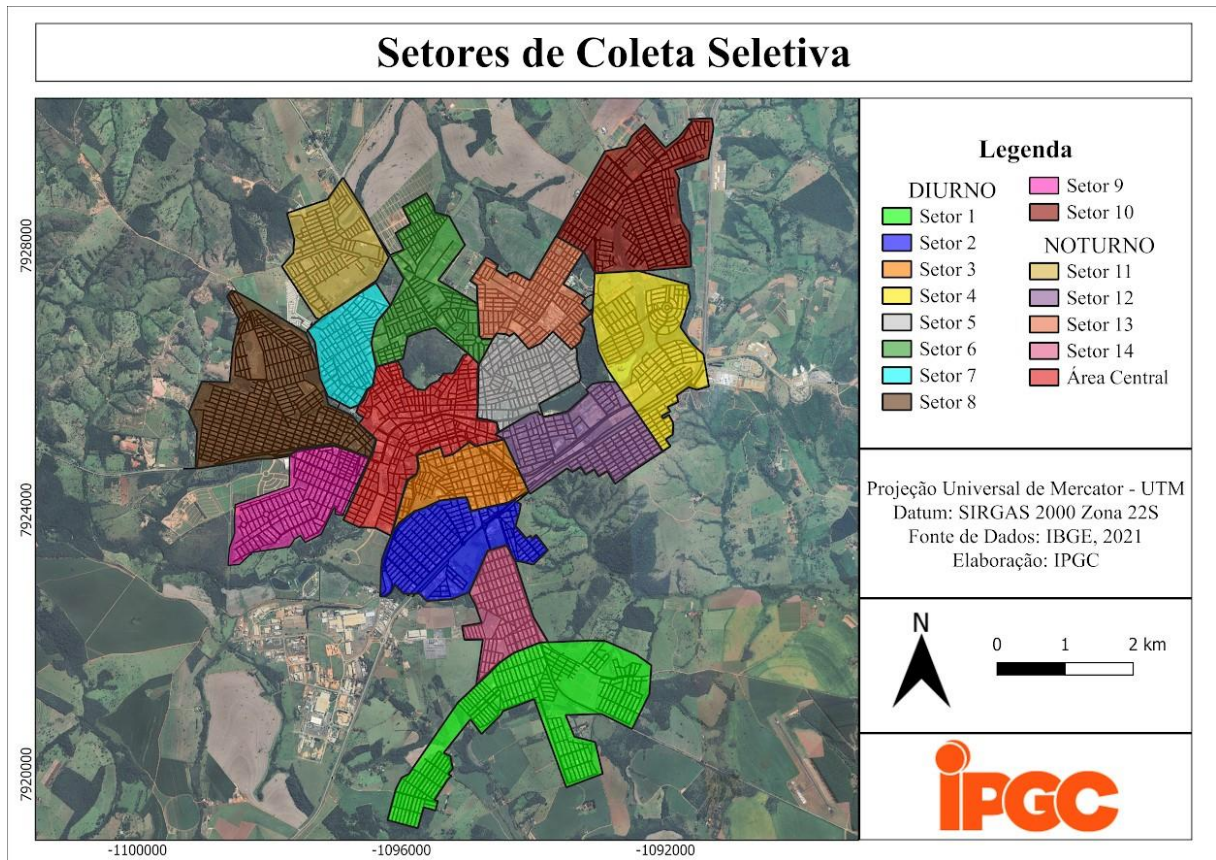 Setores de Coleta Seletiva
7928000
7924000
7920000
-1100000
-1096000
-1092000
Legenda
DIURNO
Setor 1
Setor 2
Setor 3
Setor 4
Setor 5
Setor 6
Setor 7
Setor 8
Setor 9
Setor 10
NOTURNO
Setor 11
Setor 12
Setor 13
Setor 14
Área Central
Projeção Universal de Mercator - UTM
Datum: SIRGAS 2000 Zona 22S
Fonte de Dados: IBGE, 2021
Elaboração: IPGC
N
0 1 2 km
iPGC